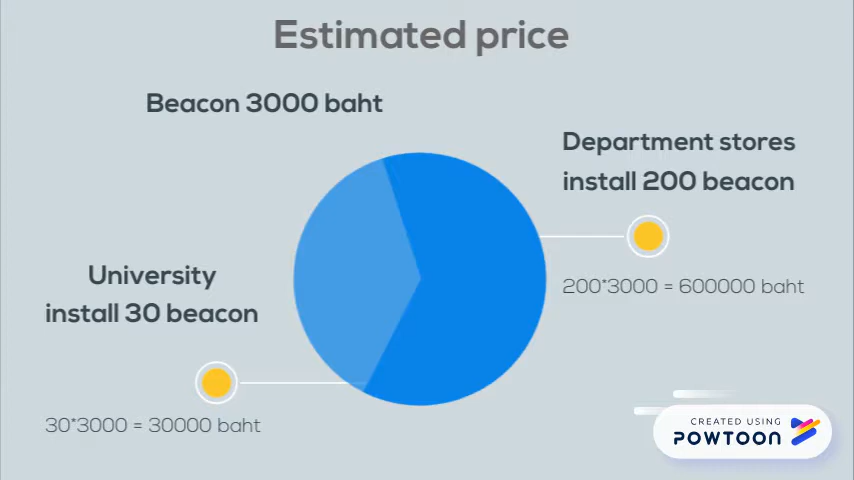 Estimated price
Beacon 3000 baht
Department stores
install 200 beacon
200*3000 = 600000 baht
University
install 30 beacon
30*3000 = 30000 baht
CREATED USING
POWTOON